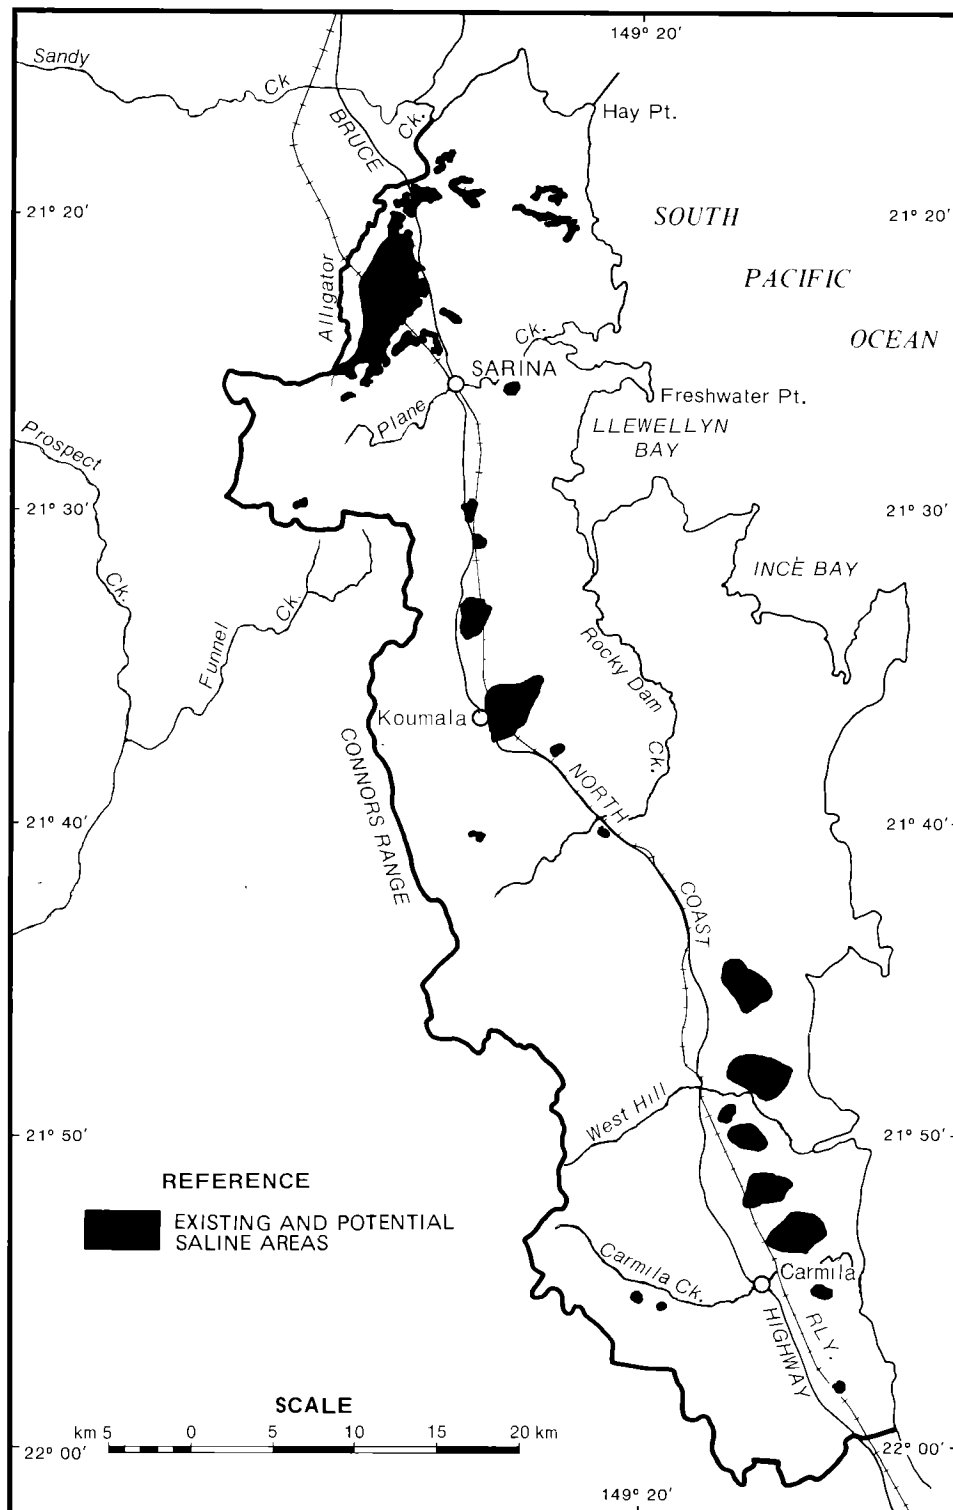 149° 20'
Sandy
Ck
Ck.
BRUCE
Hay Pt.
21° 20'
SOUTH
21° 20'
PACIFIC
OCEAN
Alligator
Ck.
SARINA
Freshwater Pt.
Plane
LLEWELLYN
BAY
Prospect
Ck.
21° 30'
21° 30'
INCE BAY
Funnel
Ck.
Rocky Dam
Ck.
Koumala
CONNORS RANGE
NORTH
21° 40'
21° 40'
COAST
West Hill
21° 50'
21° 50'
REFERENCE
EXISTING AND POTENTIAL
SALINE AREAS
Carmila Ck.
Carmila
HIGHWAY
RLY.
SCALE
km 5 0 5 10 15 20 km
22° 00'
22° 00'
149° 20'